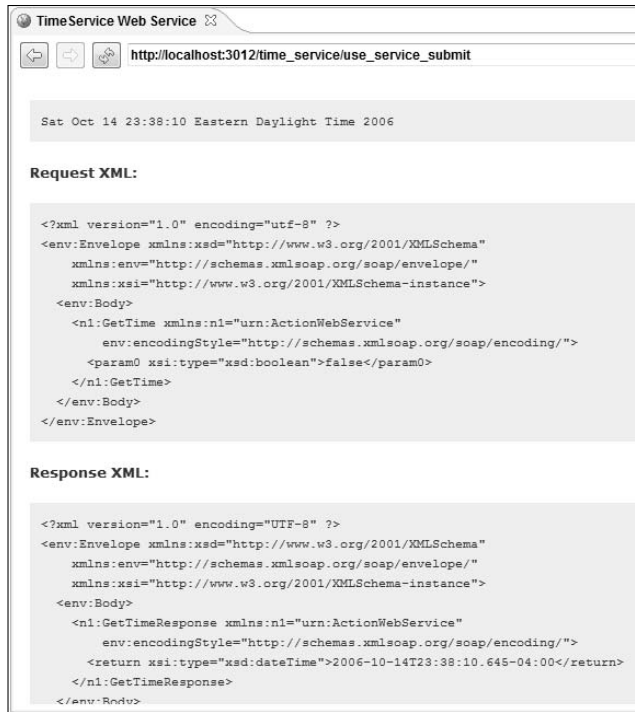 TimeService Web Service
http://localhost:3012/time_service/use_service_submit
Sat Oct 14 23:38:10 Eastern Daylight Time 2006
Request XML:
<?xml version="1.0" encoding="utf-8" ?>
<env:Envelope xmlns:xsd="http://www.w3.org/2001/XMLSchema"
xmlns:env="http://schemas.xmlsoap.org/soap/envelope/"
xmlns:xsi="http://www.w3.org/2001/XMLSchema-instance">
<env:Body>
<n1:GetTime xmlns:n1="urn:ActionWebService"
env:encodingStyle="http://schemas.xmlsoap.org/soap/encoding/">
<param0 xsi:type="xsd:boolean">false</param0>
</n1:GetTime>
</env:Body>
</env:Envelope>
Response XML:
<?xml version="1.0" encoding="UTF-8" ?>
<env:Envelope xmlns:xsd="http://www.w3.org/2001/XMLSchema"
xmlns:env="http://schemas.xmlsoap.org/soap/envelope/"
xmlns:xsi="http://www.w3.org/2001/XMLSchema-instance">
<env:Body>
<n1:GetTimeResponse xmlns:n1="urn:ActionWebService"
env:encodingStyle="http://schemas.xmlsoap.org/soap/encoding/">
<return xsi:type="xsd:dateTime">2006-10-14T23:38:10.645-04:00</return>
</n1:GetTimeResponse>
</env:Body>